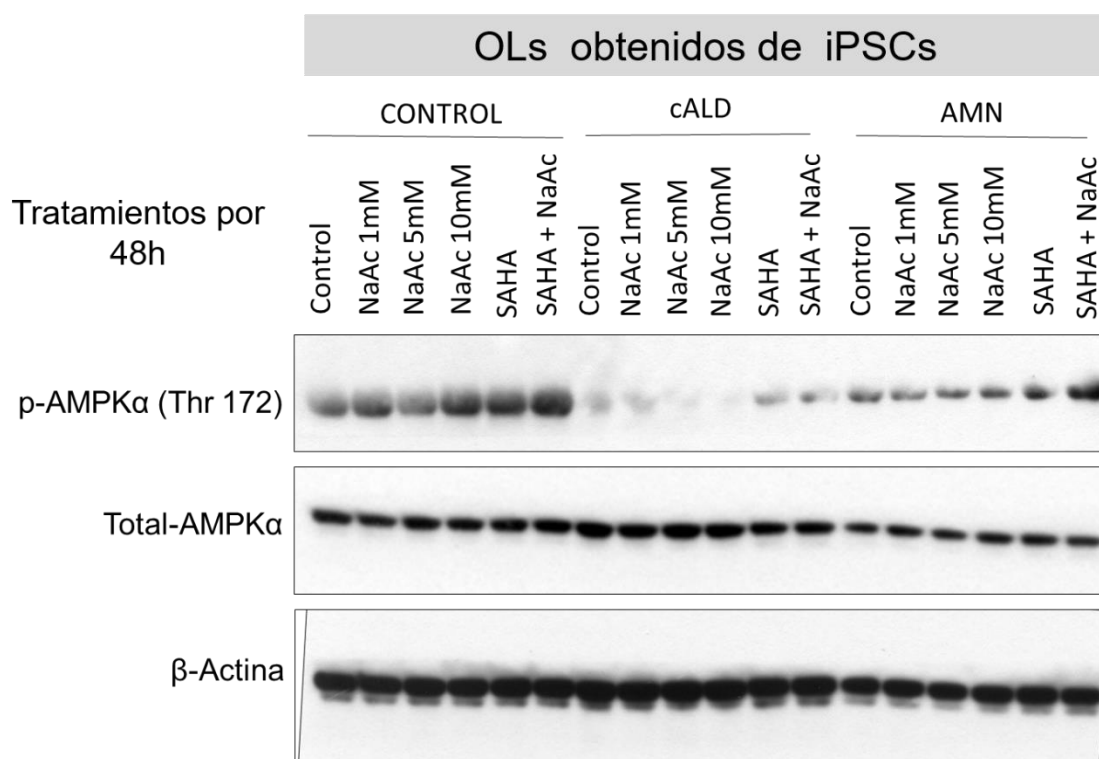 OLs obtenidos de iPSCs
CONTROL
cALD
AMN
Tratamientos por
48h
Control
NaAc 1mM
NaAc 5mM
NaAc 10mM
SAHA
SAHA + NaAc
Control
NaAc 1mM
NaAc 5mM
NaAc 10mM
SAHA
SAHA + NaAc
Control
NaAc 1mM
NaAc 5mM
NaAc 10mM
SAHA
SAHA + NaAc
p-AMPKα (Thr 172)
Total-AMPKα
β-Actina